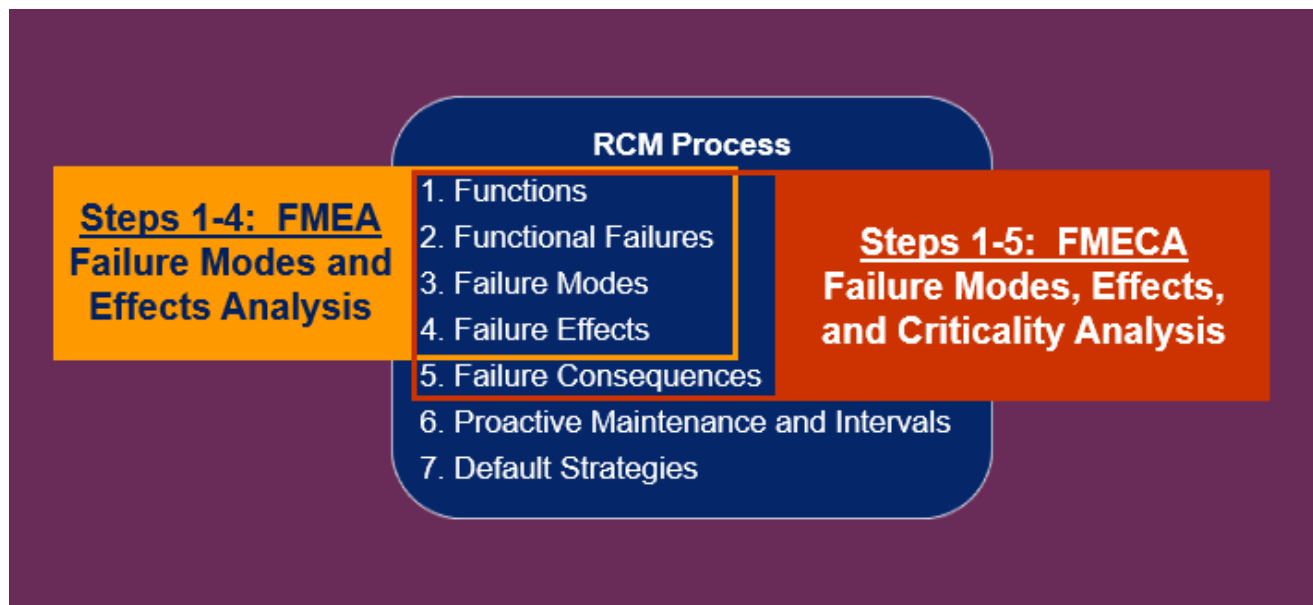 RCM Process
Steps 1-4:  FMEA
Failure Modes and
Effects Analysis
1. Functions
2. Functional Failures
3. Failure Modes
4. Failure Effects
5. Failure Consequences
6. Proactive Maintenance and Intervals
7. Default Strategies
Steps 1-5:  FMECA
Failure Modes, Effects,
and Criticality Analysis